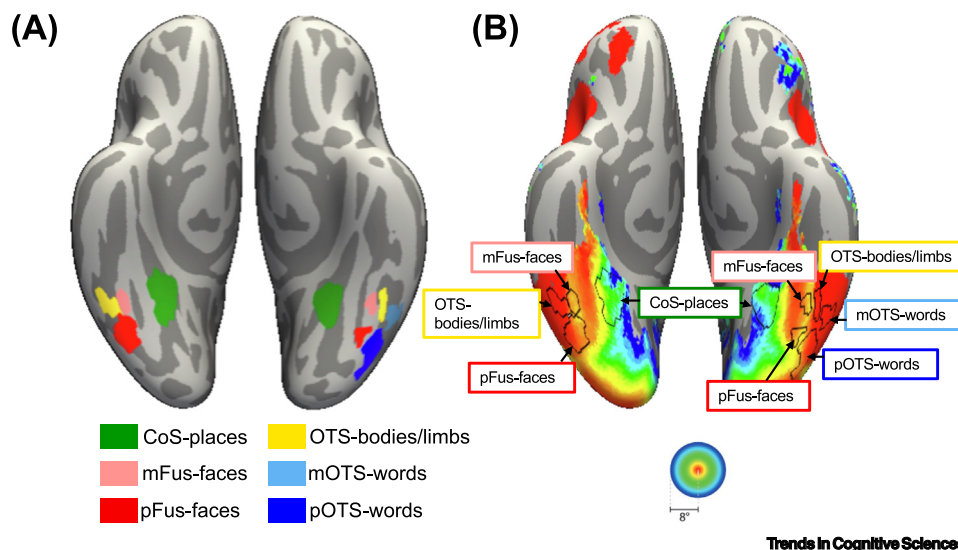 (A)
(B)
mFus-faces
mFus-faces
OTS-bodies/limbs
OTS-
bodies/limbs
CoS-places
mOTS-words
pFus-faces
pOTS-words
pFus-faces
CoS-places
OTS-bodies/limbs
mFus-faces
mOTS-words
pFus-faces
pOTS-words
8°
Trends in Cognitive Sciences